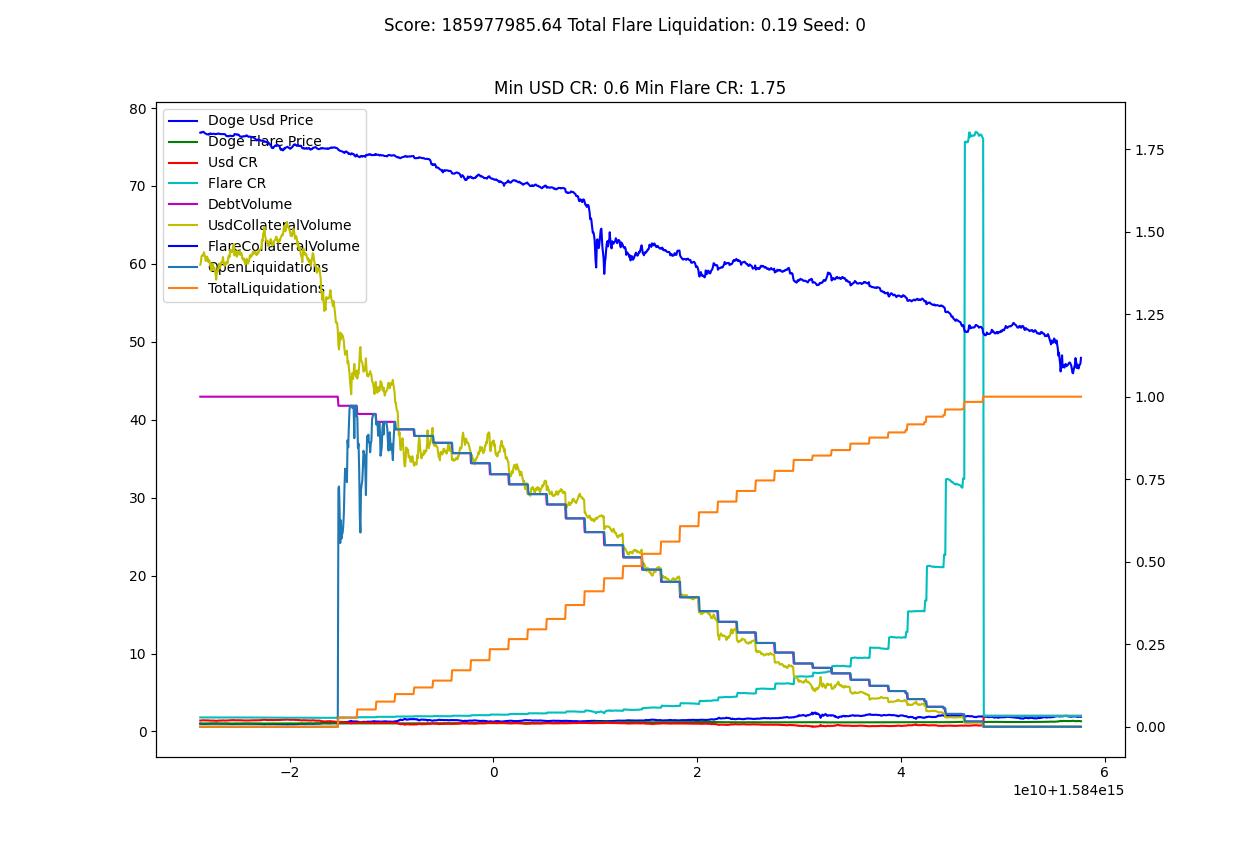 Score: 185977985.64 Total Flare Liquidation: 0.19 Seed: 0
Min USD CR: 0.6 Min Flare CR: 1.75
80
70
60
50
40
30
20
10
0
Doge Usd Price
Doge Flare Price
Usd CR
Flare CR
DebtVolume
UsdCollateralVolume
FlareCollateralVolume
OpenLiquidations
TotalLiquidations
1.75
1.50
1.25
1.00
0.75
0.50
0.25
0.00
−2 0 2 4 6
1e10+1.584e15